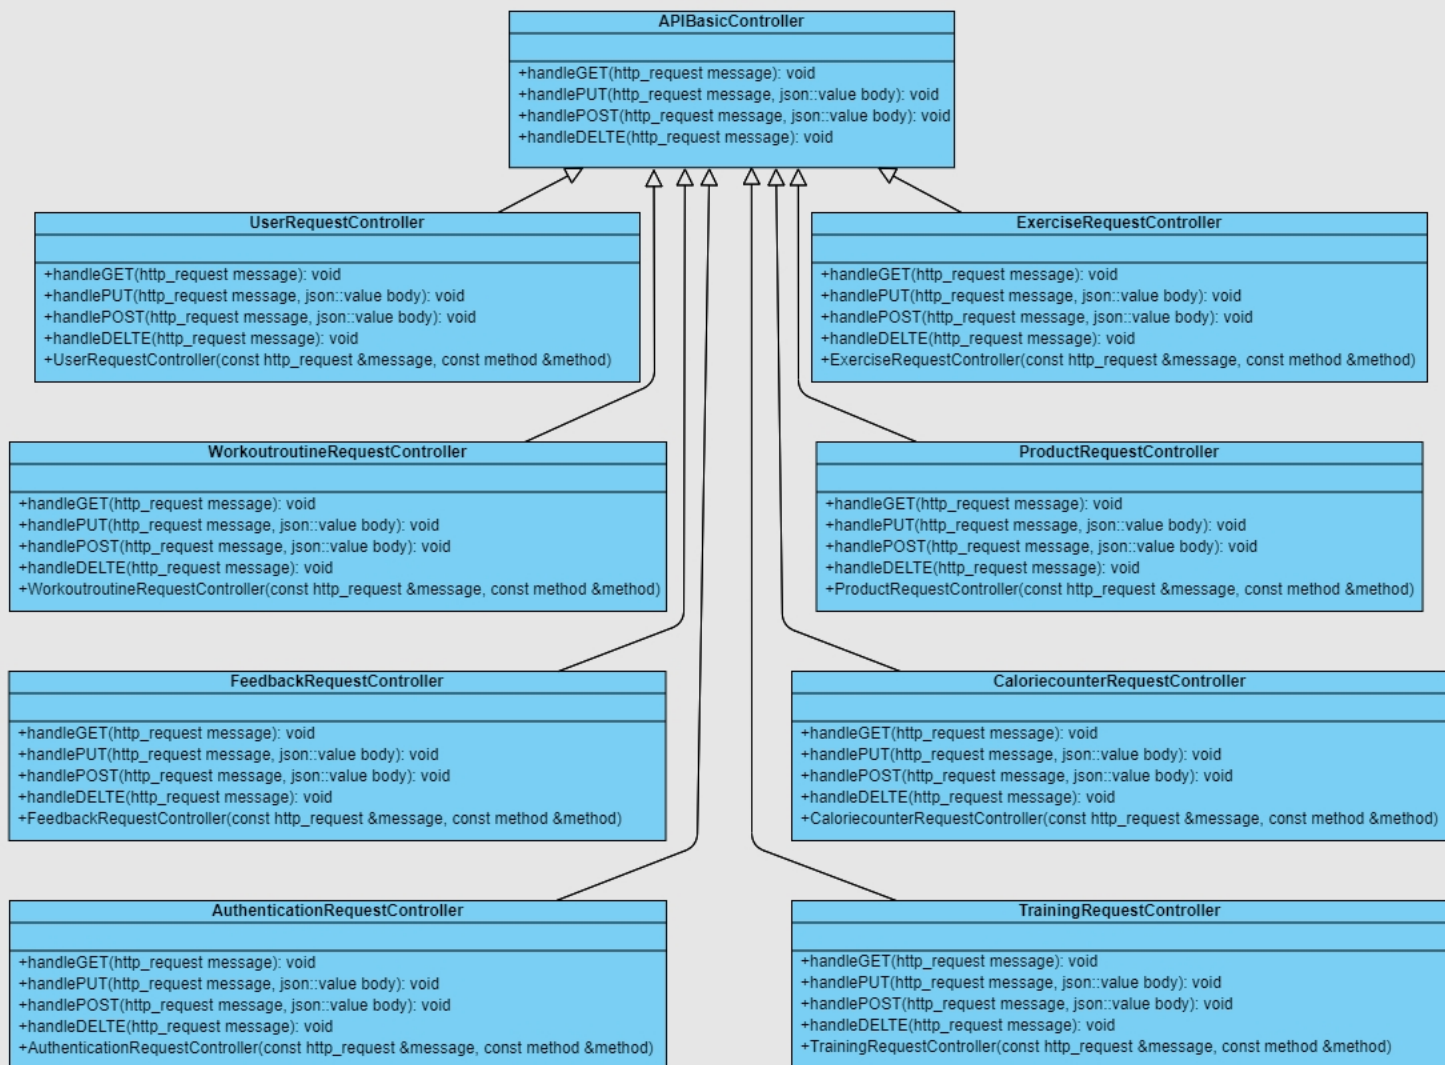 APIBasicController
+handleGET(http_request message): void
+handlePUT(http_request message, json::value body): void
+handlePOST(http_request message, json::value body): void
+handleDELTE(http_request message): void
UserRequestController
+handleGET(http_request message): void
+handlePUT(http_request message, json::value body): void
+handlePOST(http_request message, json::value body): void
+handleDELTE(http_request message): void
+UserRequestController(const http_request &message, const method &method)
ExerciseRequestController
+handleGET(http_request message): void
+handlePUT(http_request message, json::value body): void
+handlePOST(http_request message, json::value body): void
+handleDELTE(http_request message): void
+ExerciseRequestController(const http_request &message, const method &method)
WorkoutroutineRequestController
+handleGET(http_request message): void
+handlePUT(http_request message, json::value body): void
+handlePOST(http_request message, json::value body): void
+handleDELTE(http_request message): void
+WorkoutroutineRequestController(const http_request &message, const method &method)
ProductRequestController
+handleGET(http_request message): void
+handlePUT(http_request message, json::value body): void
+handlePOST(http_request message, json::value body): void
+handleDELTE(http_request message): void
+ProductRequestController(const http_request &message, const method &method)
FeedbackRequestController
+handleGET(http_request message): void
+handlePUT(http_request message, json::value body): void
+handlePOST(http_request message, json::value body): void
+handleDELTE(http_request message): void
+FeedbackRequestController(const http_request &message, const method &method)
CaloriecounterRequestController
+handleGET(http_request message): void
+handlePUT(http_request message, json::value body): void
+handlePOST(http_request message, json::value body): void
+handleDELTE(http_request message): void
+CaloriecounterRequestController(const http_request &message, const method &method)
AuthenticationRequestController
+handleGET(http_request message): void
+handlePUT(http_request message, json::value body): void
+handlePOST(http_request message, json::value body): void
+handleDELTE(http_request message): void
+AuthenticationRequestController(const http_request &message, const method &method)
TrainingRequestController
+handleGET(http_request message): void
+handlePUT(http_request message, json::value body): void
+handlePOST(http_request message, json::value body): void
+handleDELTE(http_request message): void
+TrainingRequestController(const http_request &message, const method &method)